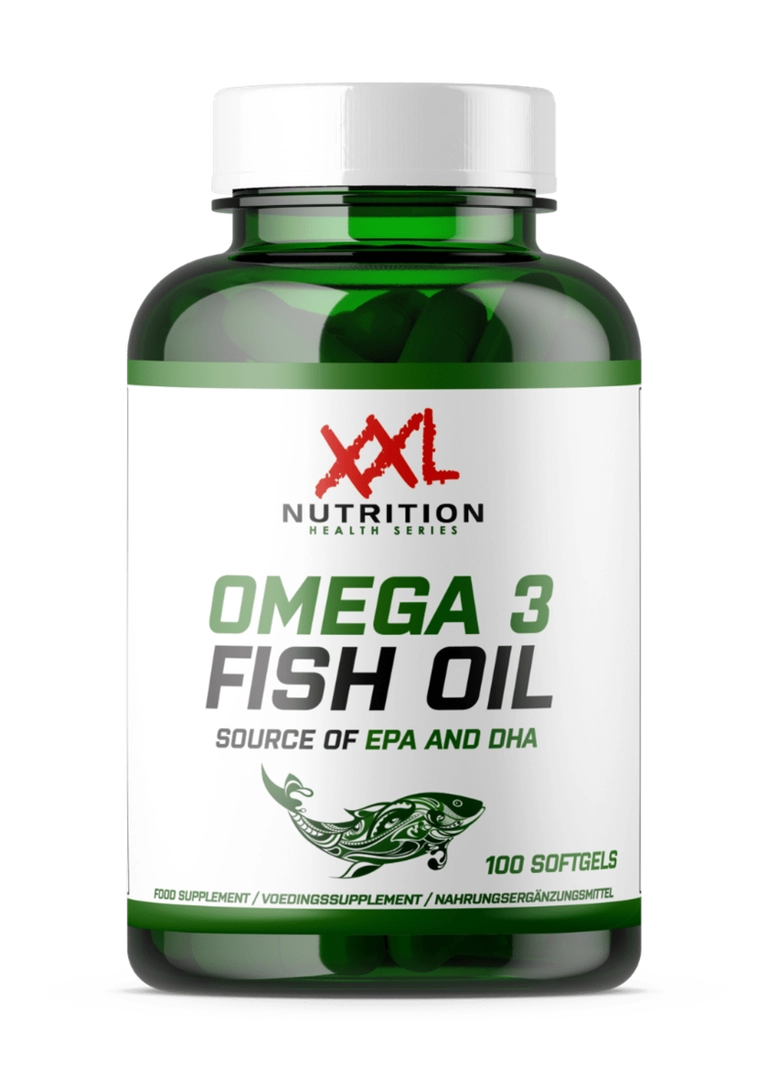 XXL
NUTRITION
HEALTH SERIES
OMEGA 3
FISH OIL
SOURCE OF EPA AND DHA
100 SOFTGELS
FOOD SUPPLEMENT / VOEDINGSSUPPLEMENT / NAHRUNGSERGÄNZUNGSMITTEL